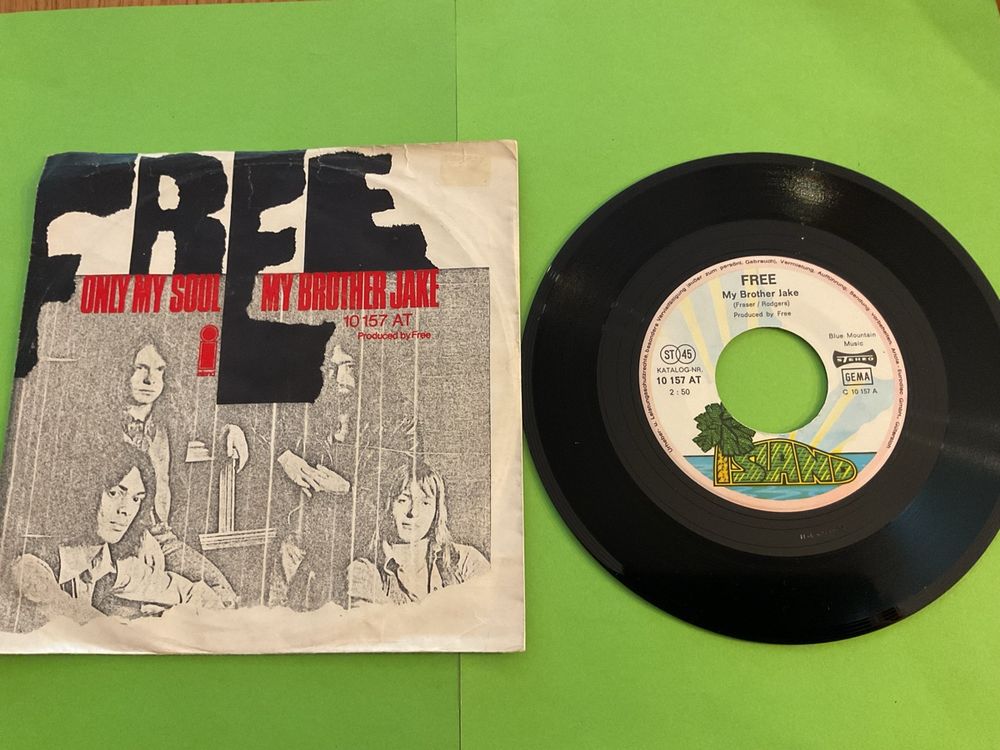 FREE
ONLY MY SOUL MY BROTHER JAKE
10 157 AT
Produced by Free
i
FREE
My Brother Jake
(Fraser / Rodgers)
Produced by Free
ST 45
KATALOG-NR.
10 157 AT
2 : 50
Blue Mountain
Music
STEREO
GEMA
C 10 157 A
ISLAND